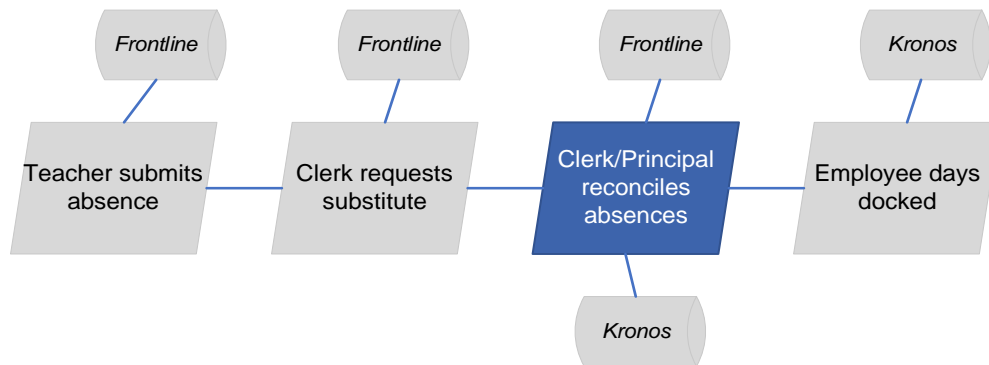 Frontline
Frontline
Frontline
Kronos
Teacher submits
absence
Clerk requests
substitute
Clerk/Principal
reconciles
absences
Employee days
docked
Kronos